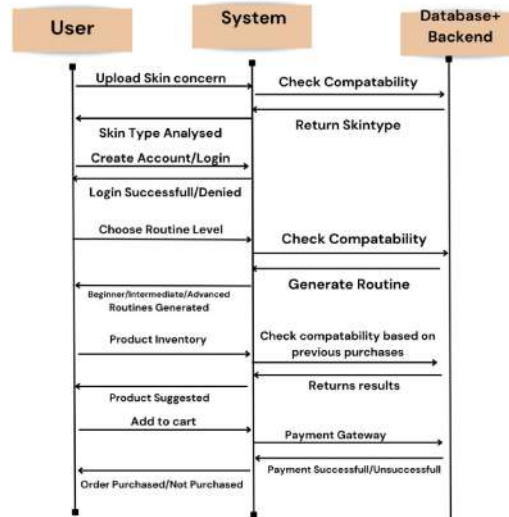 User
System
Database+
Backend
Upload Skin concern
Check Compatability
Return Skintype
Skin Type Analysed
Create Account/Login
Login Successfull/Denied
Choose Routine Level
Check Compatability
Generate Routine
Beginner/Intermediate/Advanced
Routines Generated
Product Inventory
Check compatability based on
previous purchases
Returns results
Product Suggested
Add to cart
Payment Gateway
Payment Successfull/Unsuccessfull
Order Purchased/Not Purchased